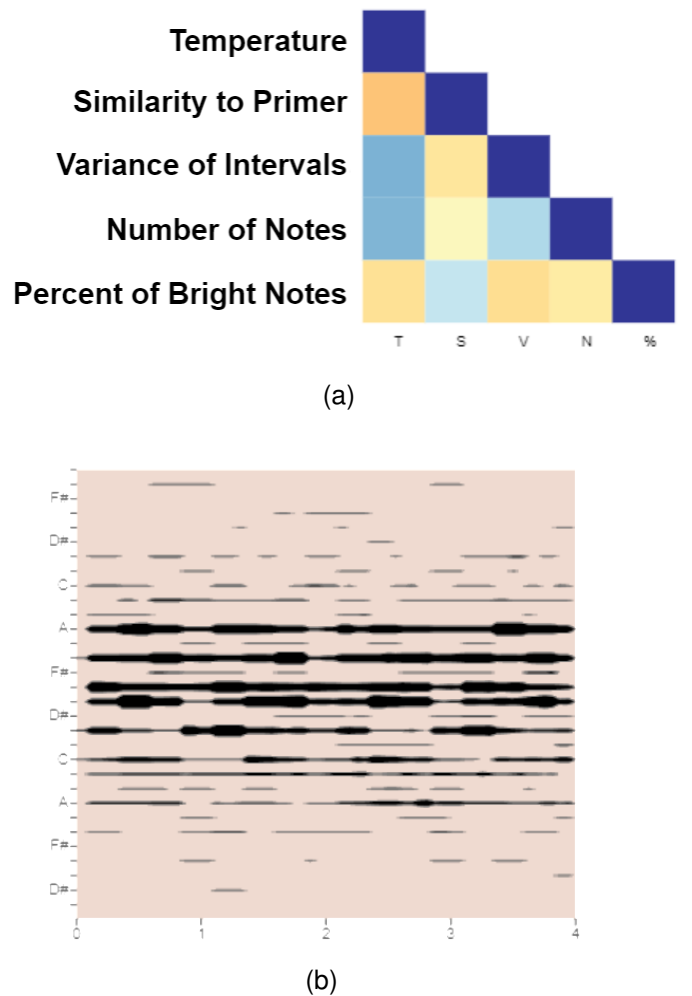 Temperature
Similarity to Primer
Variance of Intervals
Number of Notes
Percent of Bright Notes
T S V N %
(a)
F#
D#
C
A
F#
D#
C
A
F#
D#
0 1 2 3 4
(b)